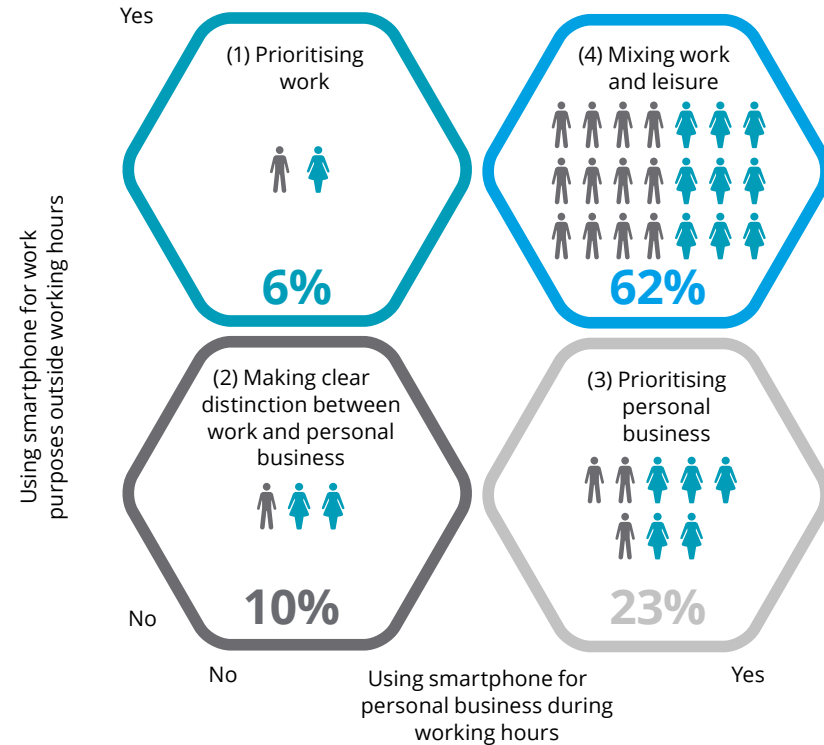 Yes
(1) Prioritising
work
6%
(4) Mixing work
and leisure
62%
Using smartphone for work
purposes outside working hours
(2) Making clear
distinction between
work and personal
business
10%
(3) Prioritising
personal
business
23%
No
No
Using smartphone for
personal business during
working hours
Yes